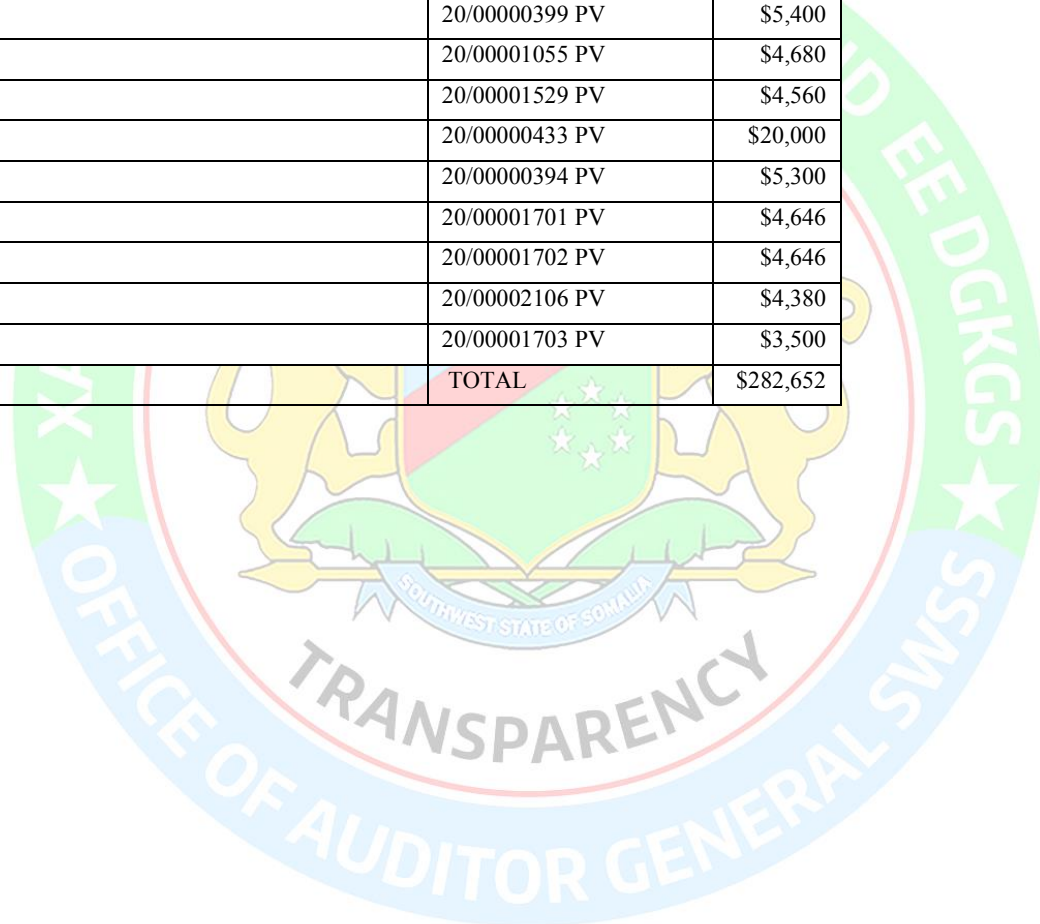 20/00000399 PV $5,400
20/00001055 PV $4,680
20/00001529 PV $4,560
20/00000433 PV $20,000
20/00000394 PV $5,300
20/00001701 PV $4,646
20/00001702 PV $4,646
20/00002106 PV $4,380
20/00001703 PV $3,500
TOTAL $282,652
EE DGKGS
SOUTHWEST STATE OF SOMALIA
TRANSPARENCY
OFFICE OF AUDITOR GENERAL SWSS